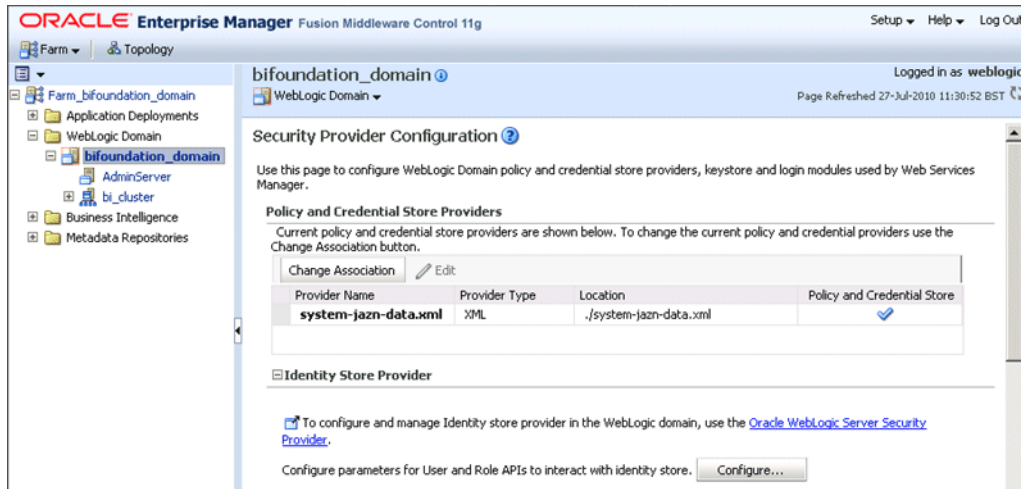 ORACLE Enterprise Manager Fusion Middleware Control 11g
Setup Help Log Out
Farm Topology
Farm_bifoundation_domain
Application Deployments
WebLogic Domain
bifoundation_domain
AdminServer
bi_cluster
Business Intelligence
Metadata Repositories
bifoundation_domain
Logged in as weblogic
WebLogic Domain
Page Refreshed 27-Jul-2010 11:30:52 BST
Security Provider Configuration
Use this page to configure WebLogic Domain policy and credential store providers, keystore and login modules used by Web Services
Manager.
Policy and Credential Store Providers
Current policy and credential store providers are shown below. To change the current policy and credential providers use the
Change Association button.
Change Association Edit
Provider Name Provider Type Location Policy and Credential Store
system-jazn-data.xml XML ./system-jazn-data.xml
Identity Store Provider
To configure and manage Identity store provider in the WebLogic domain, use the Oracle WebLogic Server Security
Provider.
Configure parameters for User and Role APIs to interact with identity store. Configure...